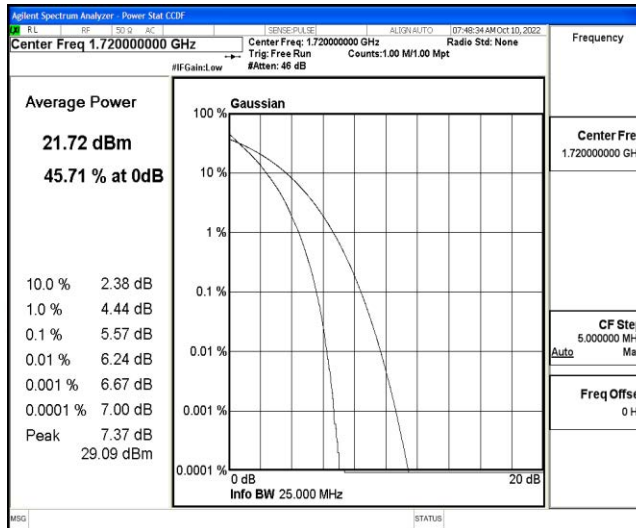 Agilent Spectrum Analyzer - Power Stat CCDF
RL RF 50 Ω AC SENSE:PULSE ALIGN AUTO 07:48:34 AM Oct 10, 2022
Center Freq 1.720000000 GHz
Center Freq: 1.720000000 GHz Radio Std: None
Trig: Free Run Counts:1.00 M/1.00 Mpt
#IFGain:Low #Atten: 46 dB
Frequency
Average Power
21.72 dBm
45.71 % at 0dB
10.0 % 2.38 dB
1.0 % 4.44 dB
0.1 % 5.57 dB
0.01 % 6.24 dB
0.001 % 6.67 dB
0.0001 % 7.00 dB
Peak 7.37 dB
29.09 dBm
Gaussian
100 %
10 %
1 %
0.1 %
0.01 %
0.001 %
0.0001 %
0 dB 20 dB
Info BW 25.000 MHz
Center Fre
1.720000000 GH
CF Ste
5.000000 MH
Auto Ma
Freq Offse
0 H
MSG STATUS